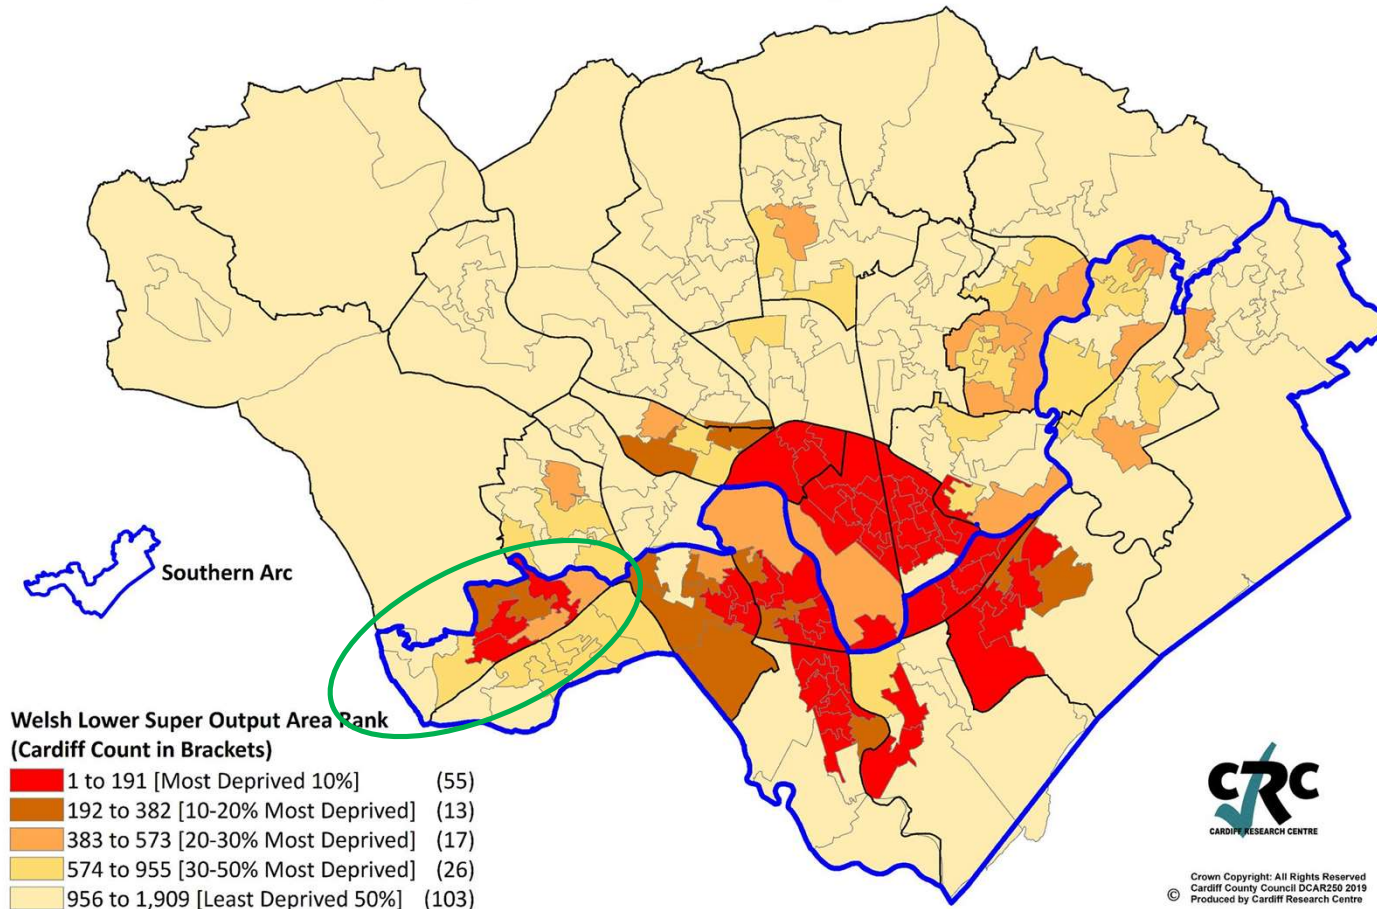 Southern Arc
Welsh Lower Super Output Area Rank
(Cardiff Count in Brackets)
1 to 191 [Most Deprived 10%] (55)
192 to 382 [10-20% Most Deprived] (13)
383 to 573 [20-30% Most Deprived] (17)
574 to 955 [30-50% Most Deprived] (26)
956 to 1,909 [Least Deprived 50%] (103)
CRC
CARDIFF RESEARCH CENTRE
Crown Copyright: All Rights Reserved
Cardiff County Council DCAR250 2019
© Produced by Cardiff Research Centre